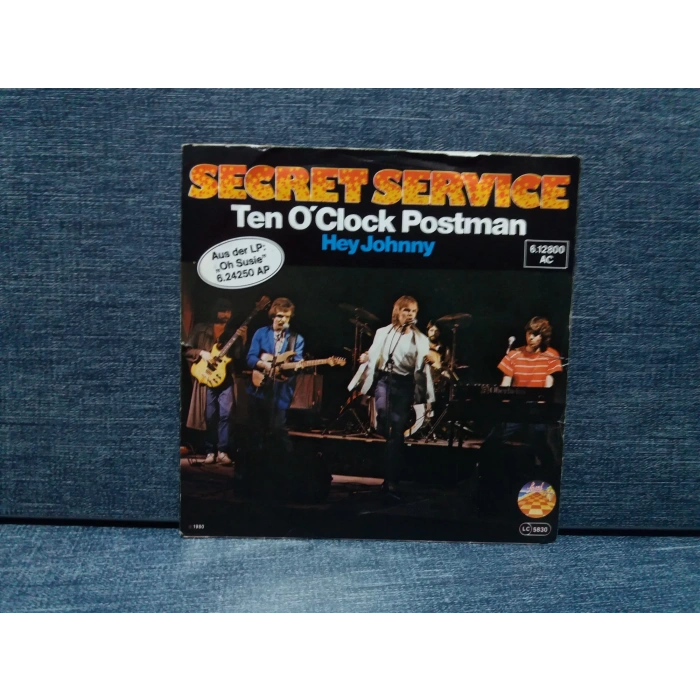 SECRET SERVICE
Ten O'Clock Postman
Hey Johnny
6.12800
AC
Aus der LP:
„Oh Susie"
6.24250 AP
1980
LC 5830